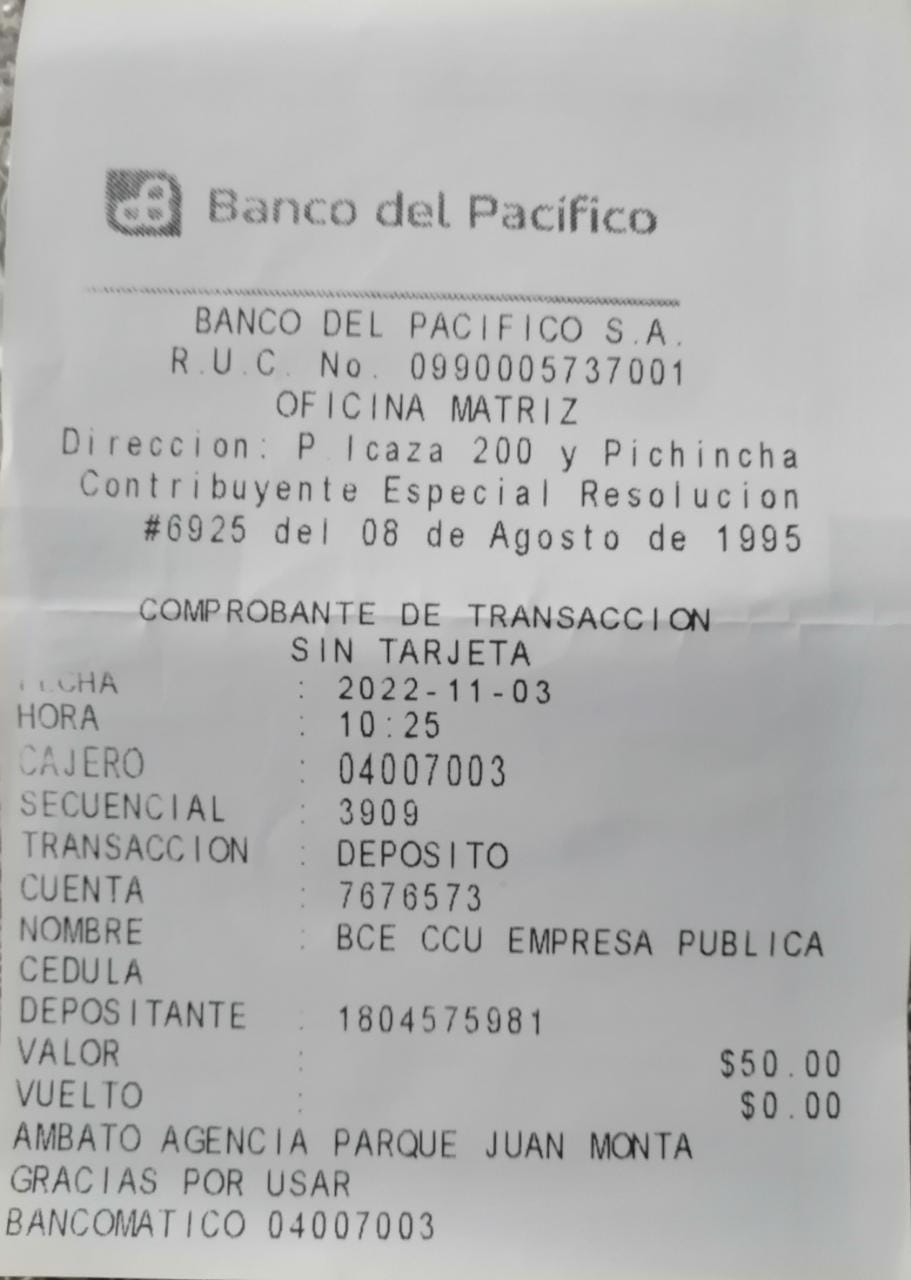 Banco del Pacífico
BANCO DEL PACIFICO S.A.
R.U.C. No. 0990005737001
OFICINA MATRIZ
Direccion: P Icaza 200 y Pichincha
Contribuyente Especial Resolucion
#6925 del 08 de Agosto de 1995
COMPROBANTE DE TRANSACCION
SIN TARJETA
FECHA : 2022-11-03
HORA : 10:25
CAJERO : 04007003
SECUENCIAL : 3909
TRANSACCION : DEPOSITO
CUENTA : 7676573
NOMBRE : BCE CCU EMPRESA PUBLICA
CEDULA
DEPOSITANTE : 1804575981
VALOR : $50.00
VUELTO : $0.00
AMBATO AGENCIA PARQUE JUAN MONTA
GRACIAS POR USAR
BANCOMATICO 04007003